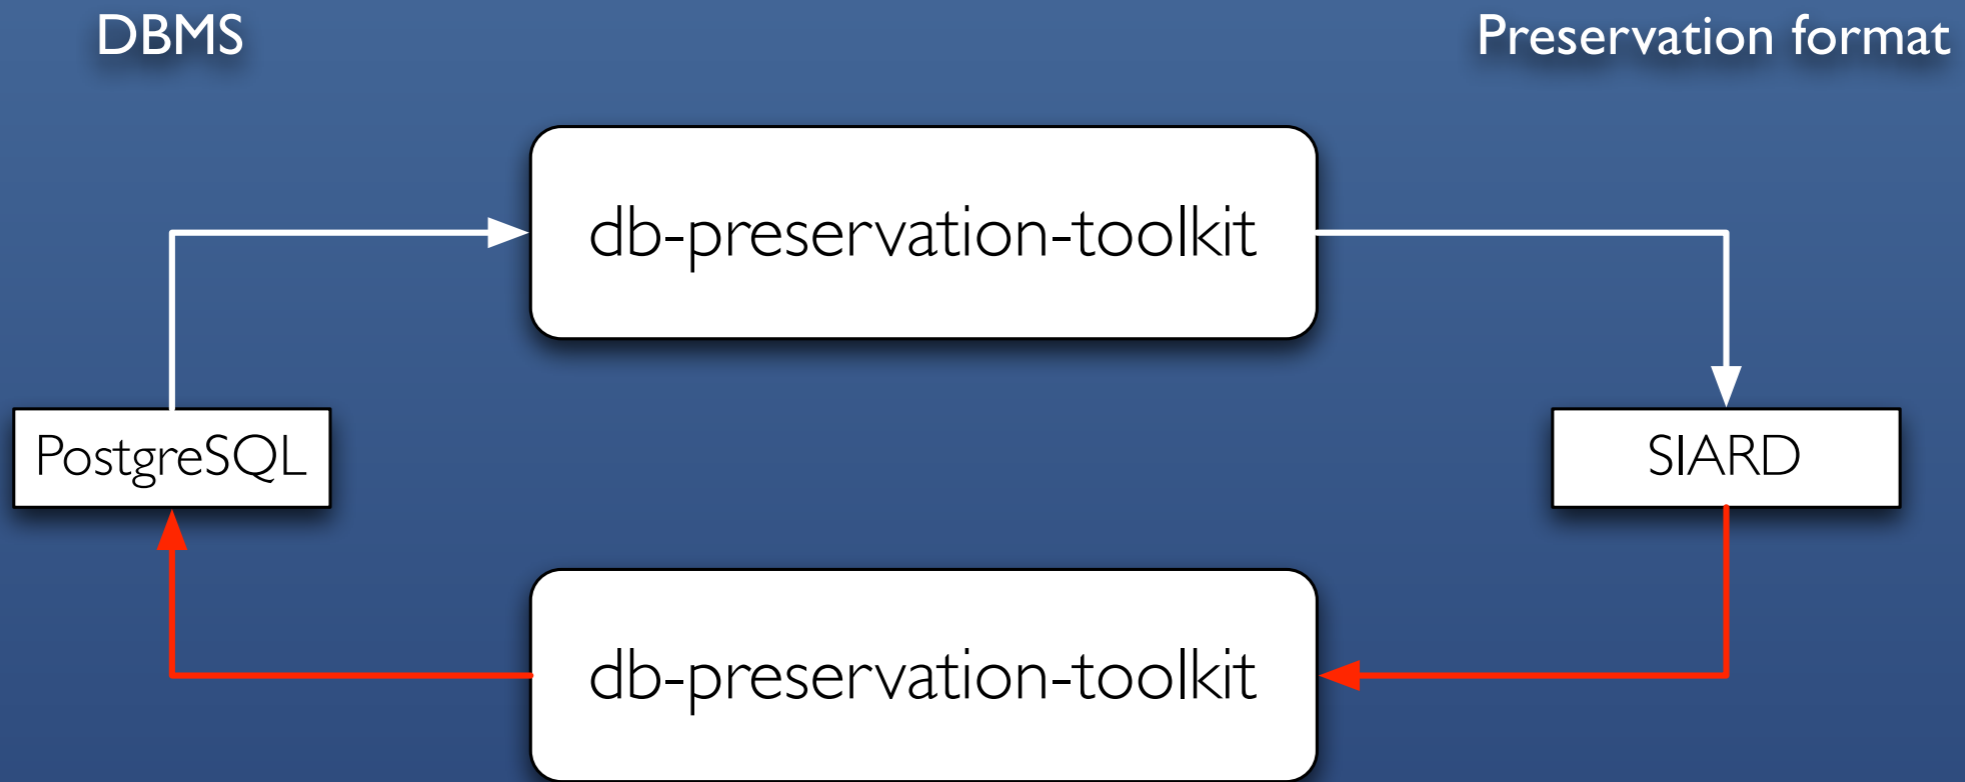 DBMS
Preservation format
db-preservation-toolkit
PostgreSQL
SIARD
db-preservation-toolkit